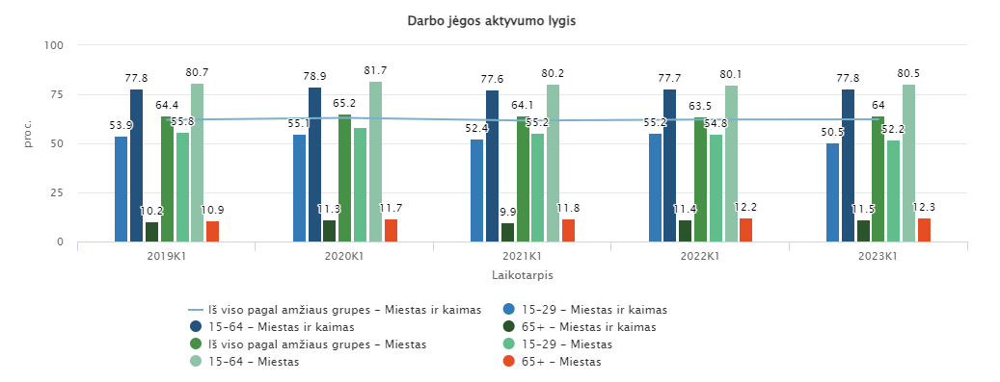 Darbo jėgos aktyvumo lygis
proc.
100
75
50
25
0
53.9 77.8 10.2 64.4 55.8 80.7 10.9
55.1 78.9 11.3 65.2 81.7 11.7
52.4 77.6 9.9 64.1 55.2 80.2 11.8
55.2 77.7 11.4 63.5 54.8 80.1 12.2
50.5 77.8 11.5 64 52.2 80.5 12.3
2019K1 2020K1 2021K1 2022K1 2023K1
Laikotarpis
Iš viso pagal amžiaus grupes – Miestas ir kaimas
15–29 – Miestas ir kaimas
15–64 – Miestas ir kaimas
65+ – Miestas ir kaimas
Iš viso pagal amžiaus grupes – Miestas
15–29 – Miestas
15–64 – Miestas
65+ – Miestas